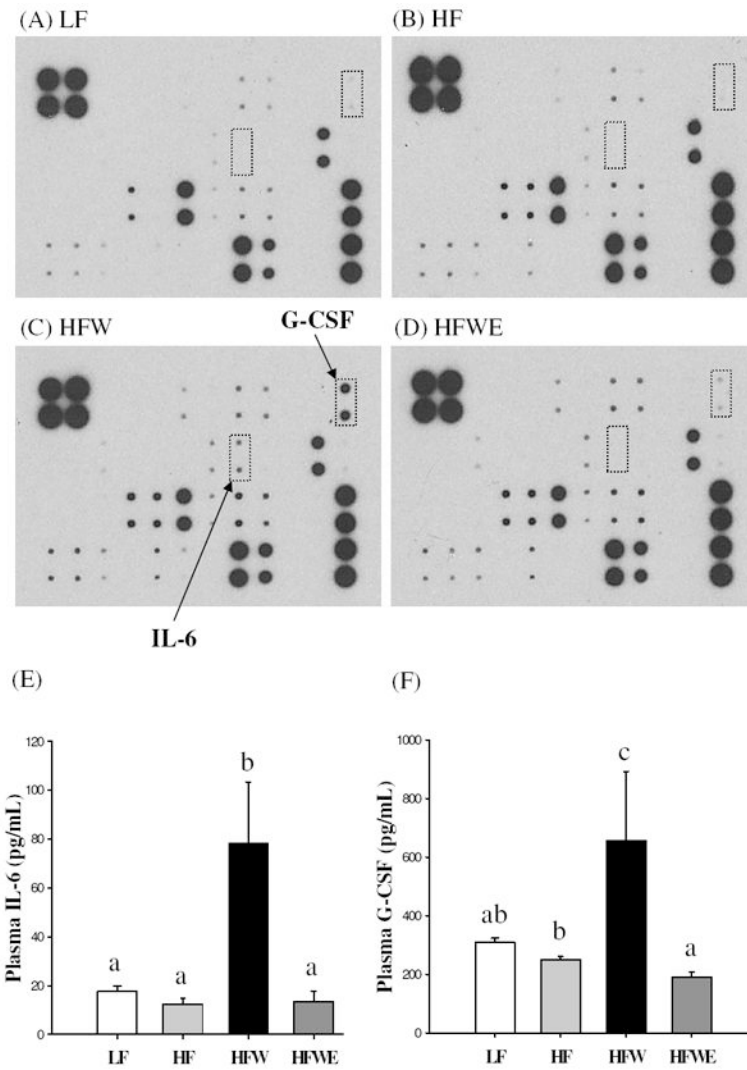 (A) LF
(B) HF
(C) HFW
G-CSF
(D) HFWE
IL-6
(E)
Plasma IL-6 (pg/mL)
120
100
80
60
40
20
0
a
a
b
a
LF
HF
HFW
HFWE
(F)
Plasma G-CSF (pg/mL)
1000
800
600
400
200
0
ab
b
c
a
LF
HF
HFW
HFWE